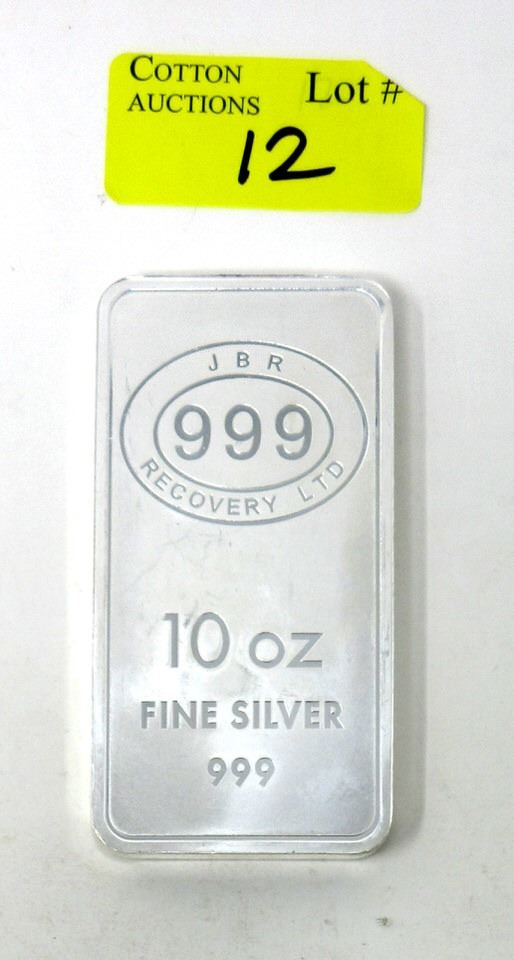 COTTON
AUCTIONS
Lot #
12
JBR
999
RECOVERY LTD
10 oz
FINE SILVER
999